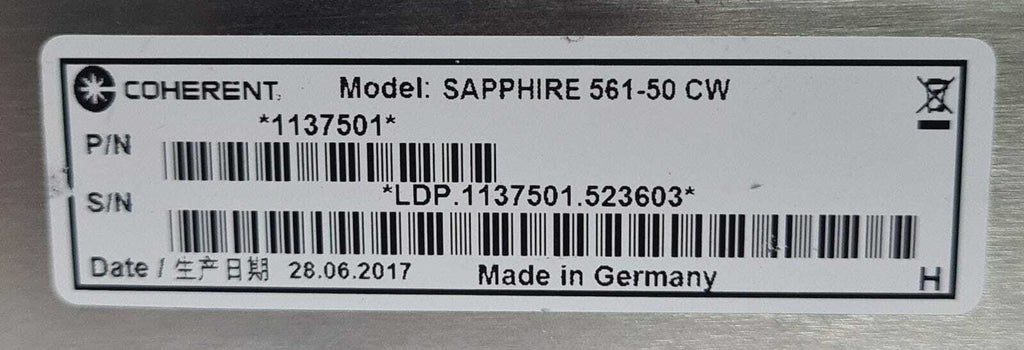 COHERENT. Model: SAPPHIRE 561-50 CW
*1137501*
P/N
*LDP.1137501.523603*
S/N
Date / 生产日期 28.06.2017 Made in Germany H